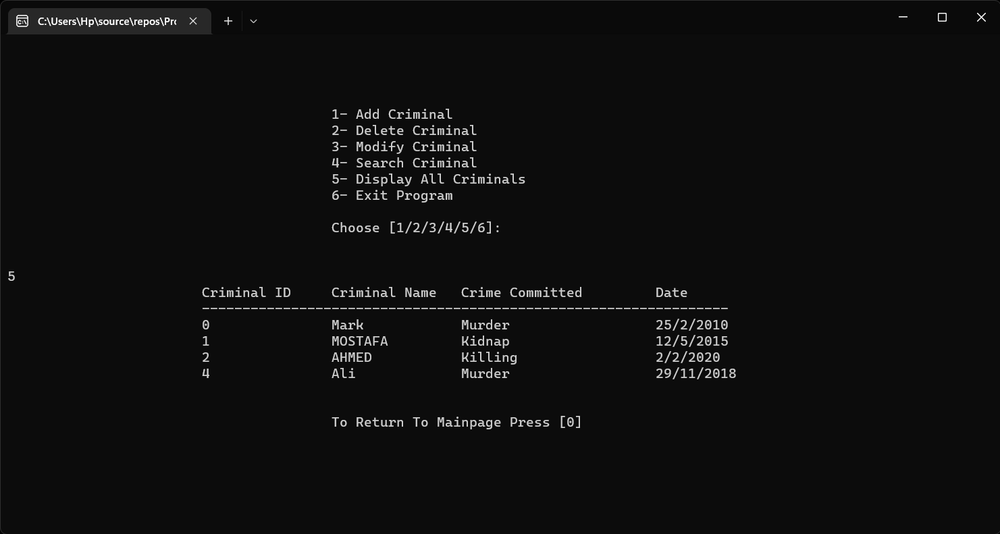 C:\Users\Hp\source\repos\Pro
1- Add Criminal
2- Delete Criminal
3- Modify Criminal
4- Search Criminal
5- Display All Criminals
6- Exit Program
Choose [1/2/3/4/5/6]:
5
Criminal ID Criminal Name Crime Committed Date
-----------------------------------------------------------------
0 Mark Murder 25/2/2010
1 MOSTAFA Kidnap 12/5/2015
2 AHMED Killing 2/2/2020
4 Ali Murder 29/11/2018
To Return To Mainpage Press [0]